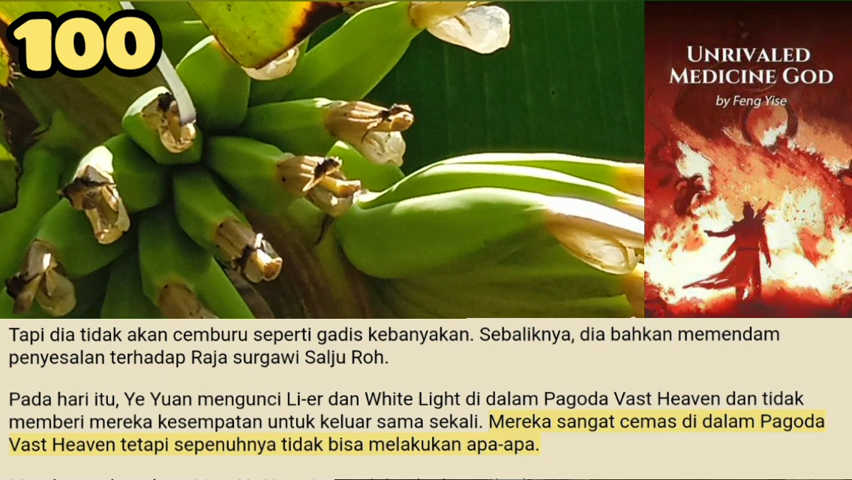 100
UNRIVALED
MEDICINE GOD
by Feng Yise
Tapi dia tidak akan cemburu seperti gadis kebanyakan. Sebaliknya, dia bahkan memendam
penyesalan terhadap Raja surgawi Salju Roh.
Pada hari itu, Ye Yuan mengunci Li-er dan White Light di dalam Pagoda Vast Heaven dan tidak
memberi mereka kesempatan untuk keluar sama sekali. Mereka sangat cemas di dalam Pagoda
Vast Heaven tetapi sepenuhnya tidak bisa melakukan apa-apa.